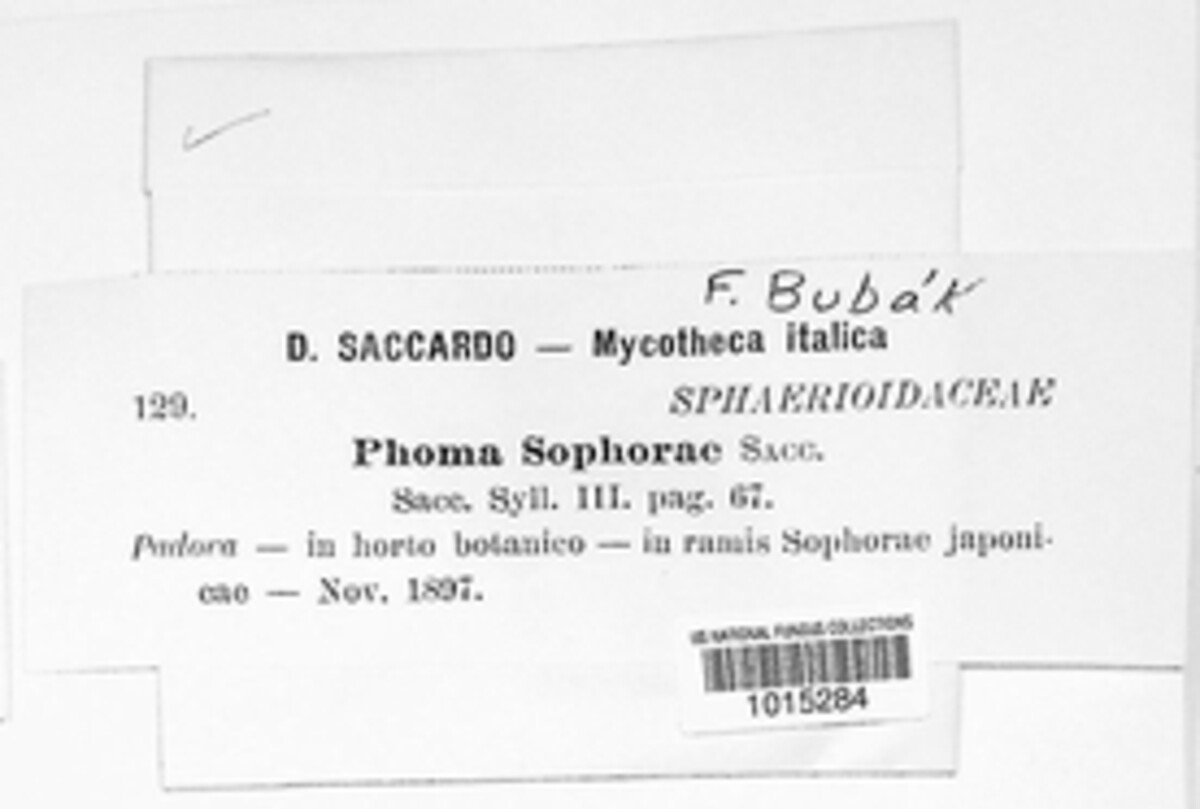 F. Bubák
D. SACCARDO — Mycotheca italica
129. SPHAERIOIDACEAE
Phoma Sophorae SACC.
Sacc. Syll. III. pag. 67.
Padova — in horto botanico — in ramis Sophorae japoni-
cae — Nov. 1897.
US NATIONAL FUNGUS COLLECTIONS
1015284